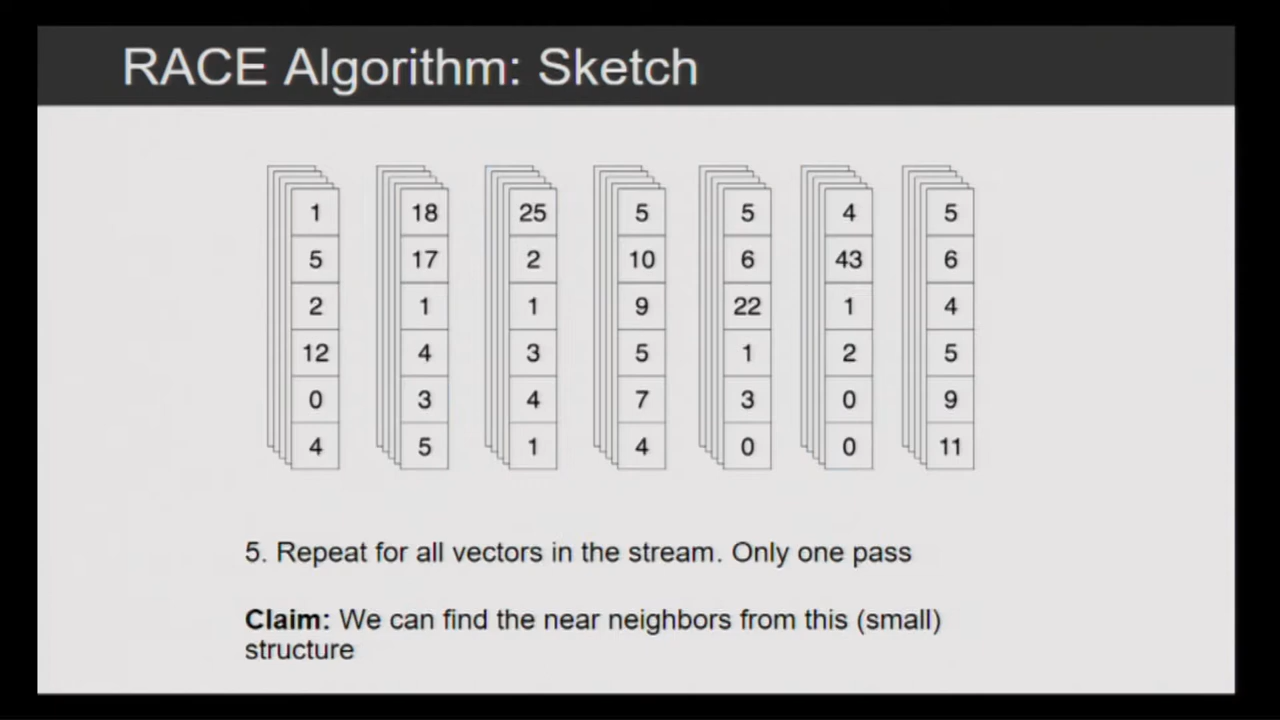 RACE Algorithm: Sketch
1 18 25 5 5 4 5
5 17 2 10 6 43 6
2 1 1 9 22 1 4
12 4 3 5 1 2 5
0 3 4 7 3 0 9
4 5 1 4 0 0 11
5. Repeat for all vectors in the stream. Only one pass
Claim: We can find the near neighbors from this (small)
structure